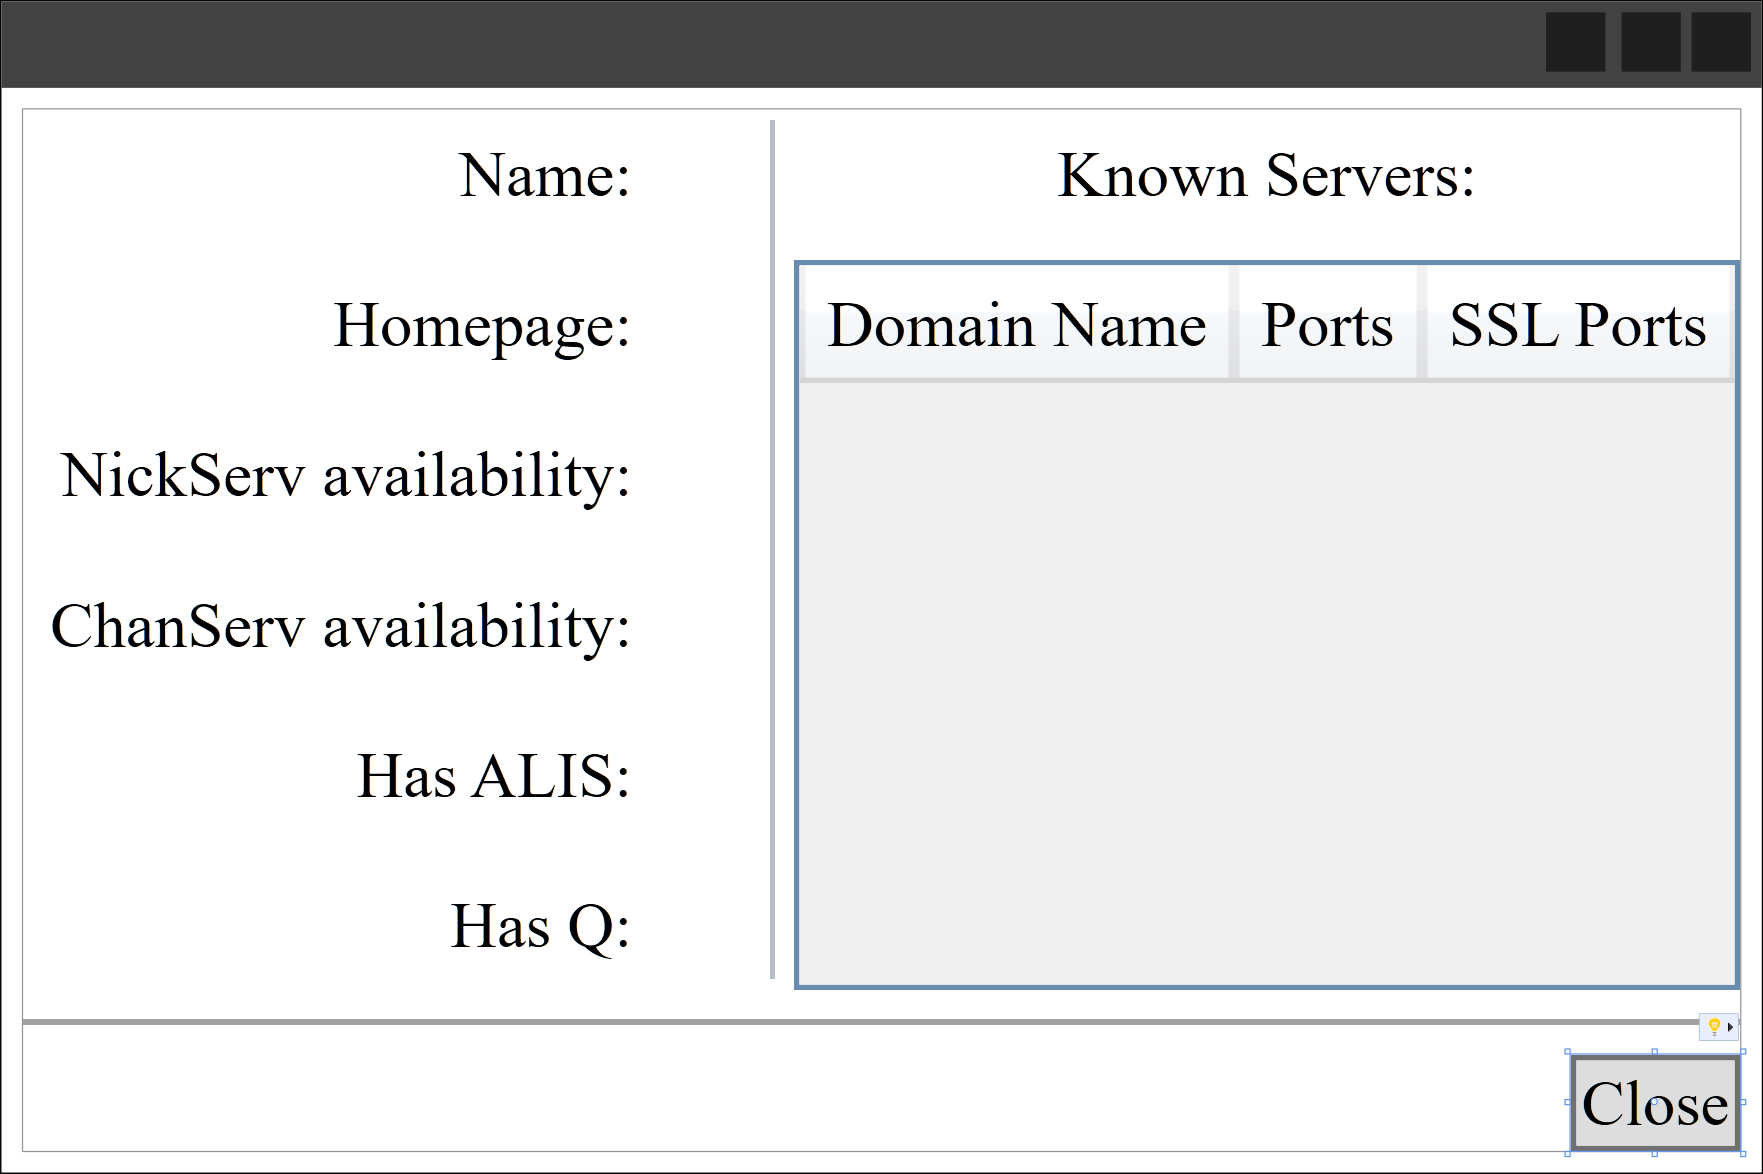 Name:
Homepage:
NickServ availability:
ChanServ availability:
Has ALIS:
Has Q:
Known Servers:
Domain Name Ports SSL Ports
Close